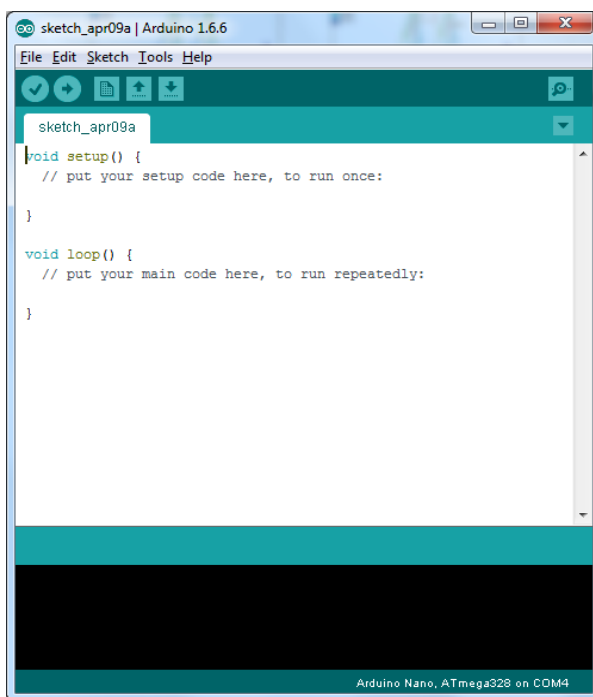 sketch_apr09a | Arduino 1.6.6
File Edit Sketch Tools Help
sketch_apr09a
void setup() {
  // put your setup code here, to run once:
}
void loop() {
  // put your main code here, to run repeatedly:
}
Arduino Nano, ATmega328 on COM4